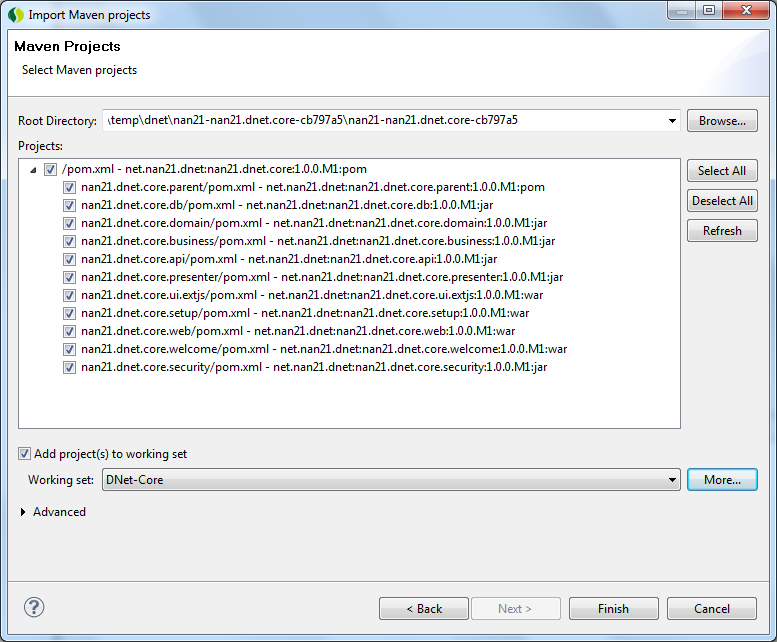 Import Maven projects
Maven Projects
Select Maven projects
Root Directory: \temp\dnet\nan21-nan21.dnet.core-cb797a5\nan21-nan21.dnet.core-cb797a5 Browse...
Projects:
/pom.xml - net.nan21.dnet:nan21.dnet.core:1.0.0.M1:pom
nan21.dnet.core.parent/pom.xml - net.nan21.dnet:nan21.dnet.core.parent:1.0.0.M1:pom
nan21.dnet.core.db/pom.xml - net.nan21.dnet:nan21.dnet.core.db:1.0.0.M1:jar
nan21.dnet.core.domain/pom.xml - net.nan21.dnet:nan21.dnet.core.domain:1.0.0.M1:jar
nan21.dnet.core.business/pom.xml - net.nan21.dnet:nan21.dnet.core.business:1.0.0.M1:jar
nan21.dnet.core.api/pom.xml - net.nan21.dnet:nan21.dnet.core.api:1.0.0.M1:jar
nan21.dnet.core.presenter/pom.xml - net.nan21.dnet:nan21.dnet.core.presenter:1.0.0.M1:jar
nan21.dnet.core.ui.extjs/pom.xml - net.nan21.dnet:nan21.dnet.core.ui.extjs:1.0.0.M1:war
nan21.dnet.core.setup/pom.xml - net.nan21.dnet:nan21.dnet.core.setup:1.0.0.M1:war
nan21.dnet.core.web/pom.xml - net.nan21.dnet:nan21.dnet.core.web:1.0.0.M1:war
nan21.dnet.core.welcome/pom.xml - net.nan21.dnet:nan21.dnet.core.welcome:1.0.0.M1:war
nan21.dnet.core.security/pom.xml - net.nan21.dnet:nan21.dnet.core.security:1.0.0.M1:jar
Select All
Deselect All
Refresh
Add project(s) to working set
Working set: DNet-Core More...
Advanced
? < Back Next > Finish Cancel